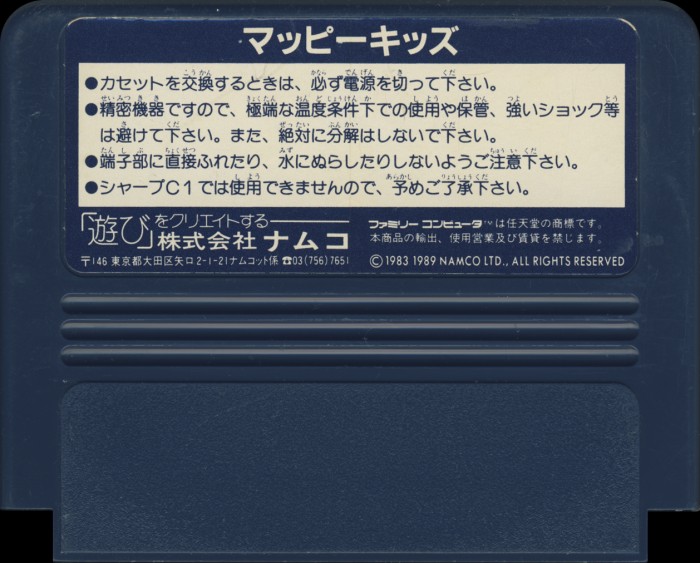 マッピーキッズ
●カセットを交換するときは、必ず電源を切って下さい。
●精密機器ですので、極端な温度条件下での使用や保管、強いショック等
は避けて下さい。また、絶対に分解はしないで下さい。
●端子部に直接ふれたり、水にぬらしたりしないようご注意下さい。
●シャープC1では使用できませんので、予めご了承下さい。
「遊び」をクリエイトする
株式会社ナムコ
〒146 東京都大田区矢口2-1-21ナムコット係 ☎03(756)7651
ファミリーコンピュータ™は任天堂の商標です。
本商品の輸出、使用営業及び賃貸を禁じます。
©1983 1989 NAMCO LTD., ALL RIGHTS RESERVED